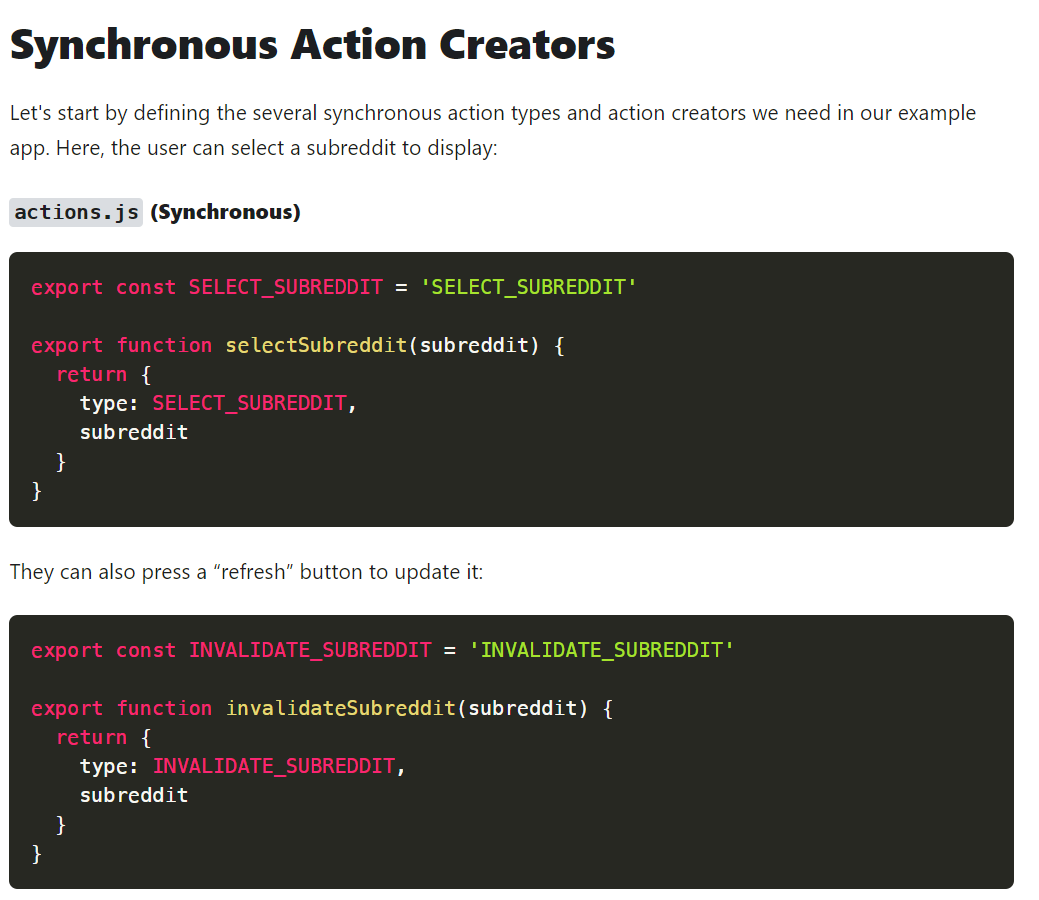 Synchronous Action Creators
Let's start by defining the several synchronous action types and action creators we need in our example
app. Here, the user can select a subreddit to display:
actions.js (Synchronous)
export const SELECT_SUBREDDIT = 'SELECT_SUBREDDIT'
export function selectSubreddit(subreddit) {
  return {
    type: SELECT_SUBREDDIT,
    subreddit
  }
}
They can also press a “refresh” button to update it:
export const INVALIDATE_SUBREDDIT = 'INVALIDATE_SUBREDDIT'
export function invalidateSubreddit(subreddit) {
  return {
    type: INVALIDATE_SUBREDDIT,
    subreddit
  }
}